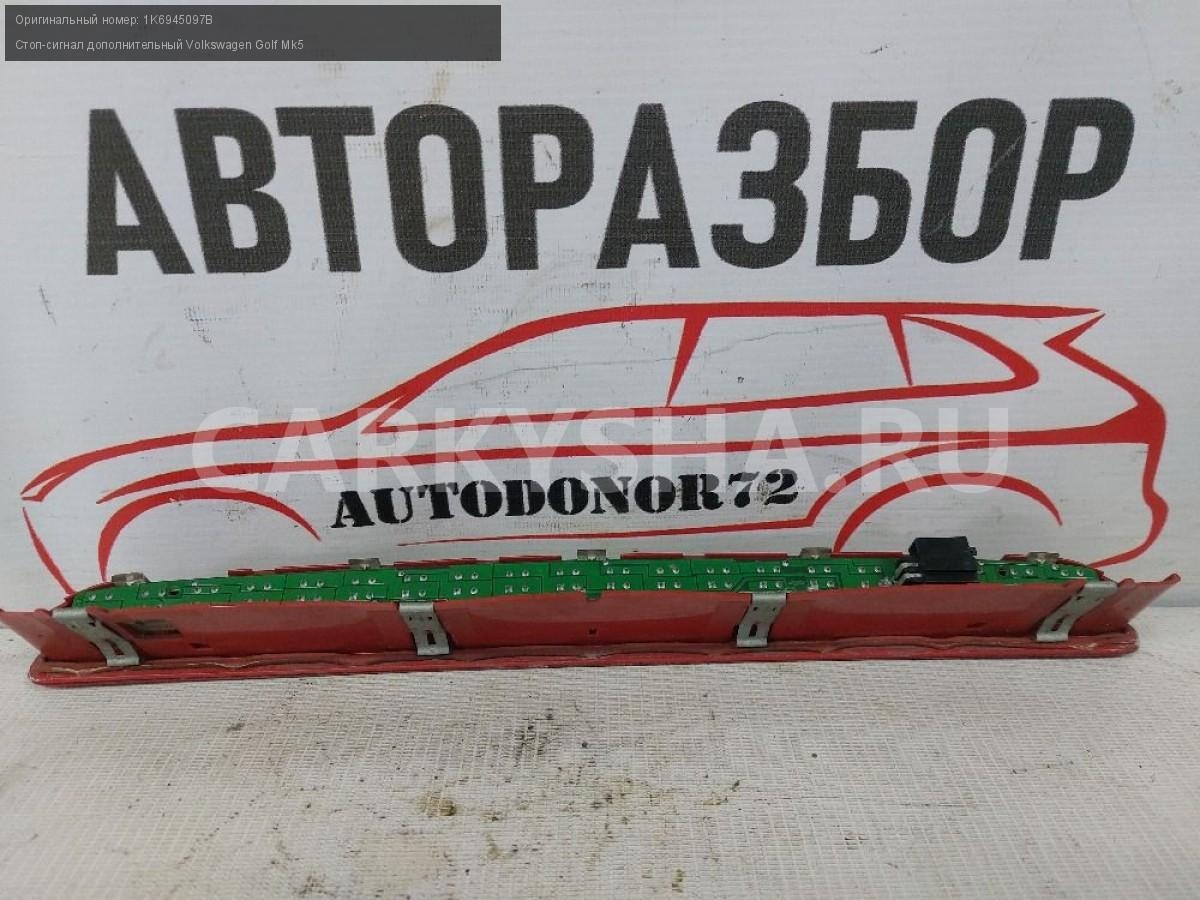 Оригинальный номер: 1K6945097B
Стоп-сигнал дополнительный Volkswagen Golf Mk5
АВТОРАЗБОР
CARKYSHA.RU
AUTODONOR72